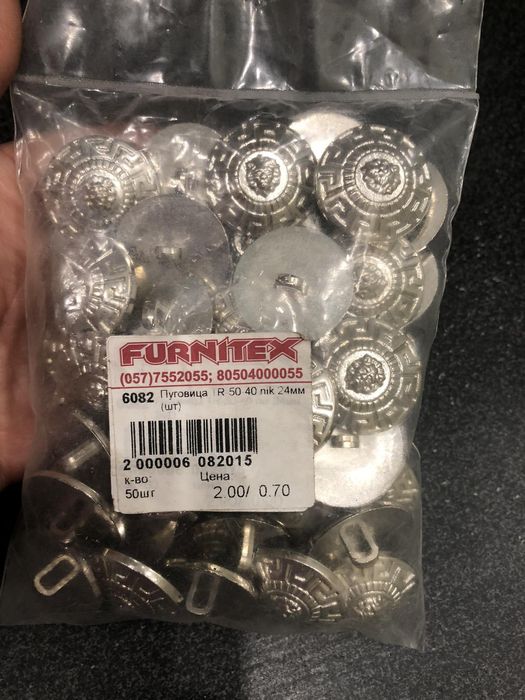 FURNITEX
(057)7552055; 80504000055
6082 Пуговица TR 50-40 nik 24мм
(шт)
2 000006 082015
к-во: Цена:
50шт 2.00/ 0.70